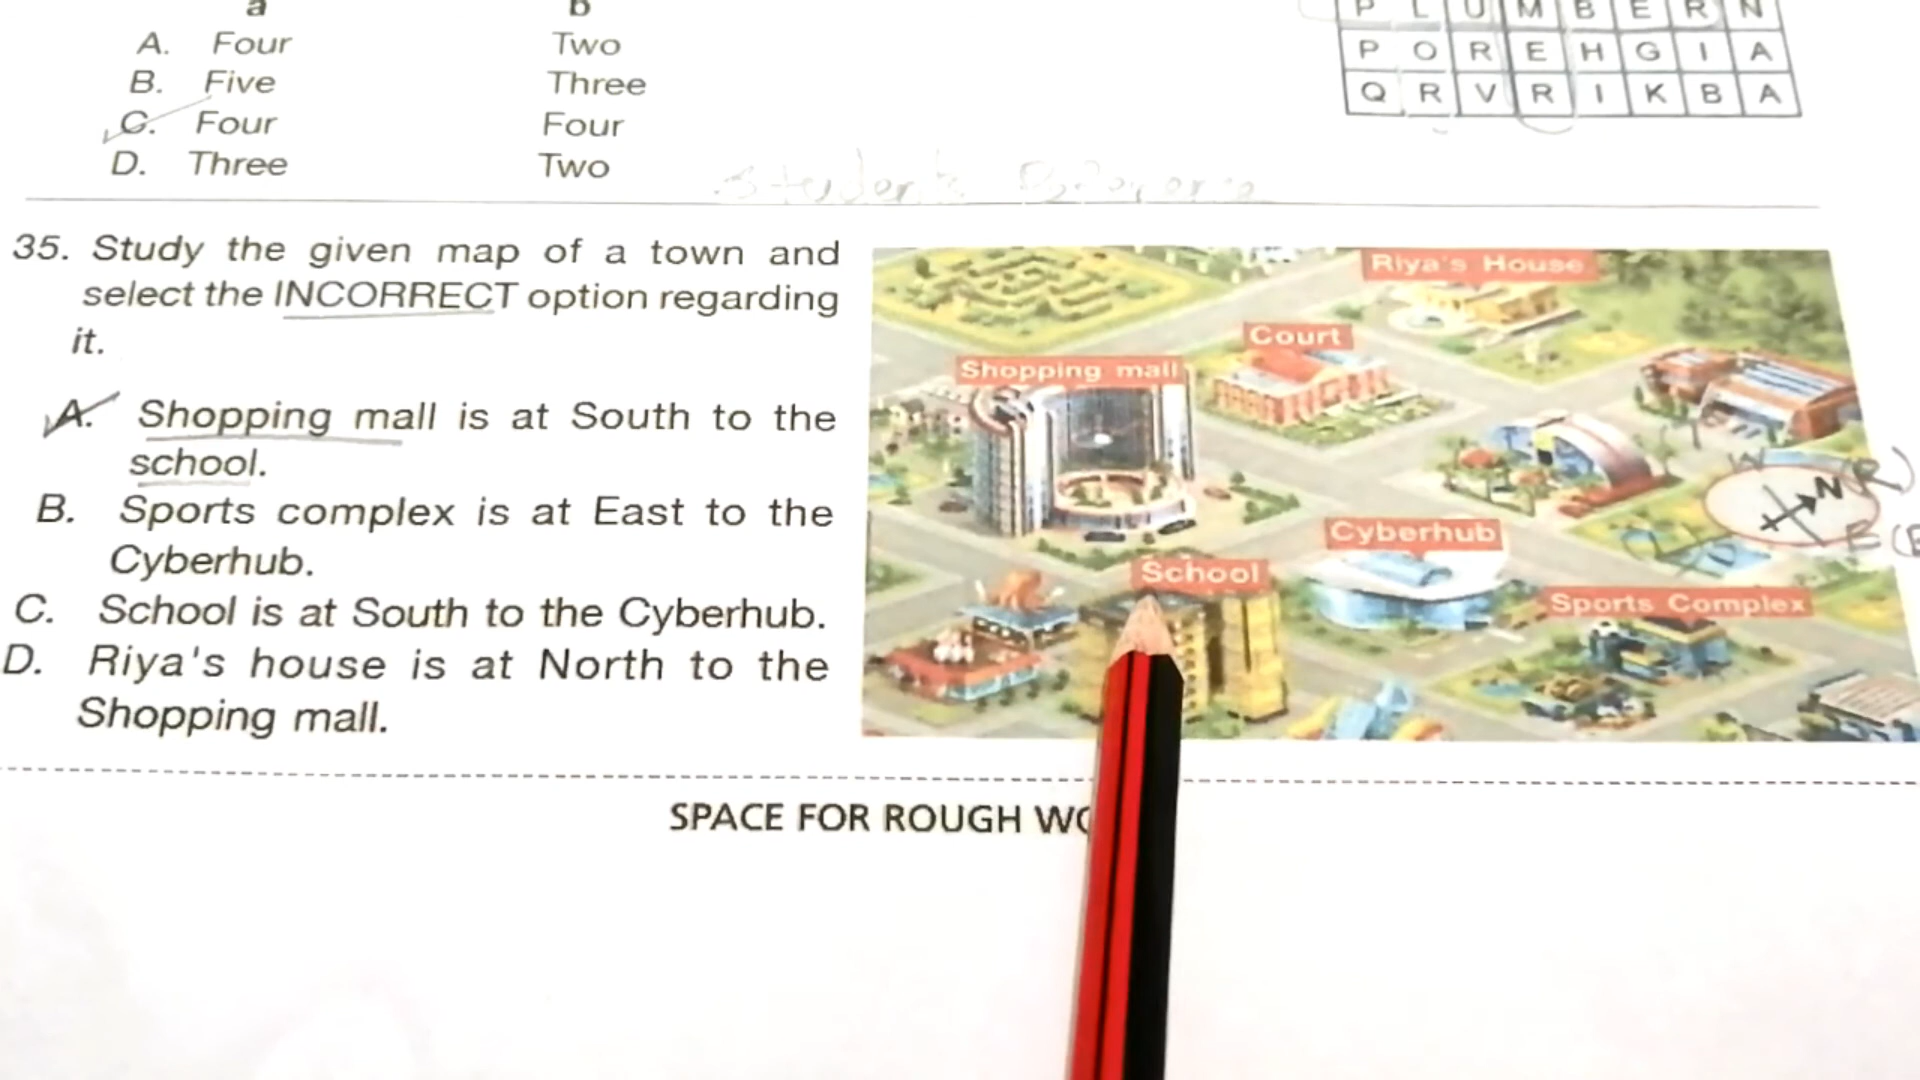 a b
A. Four Two
B. Five Three
C. Four Four
D. Three Two
P L U M B E R N
P O R E H G I A
Q R V R I K B A
35. Study the given map of a town and
select the INCORRECT option regarding
it.
A. Shopping mall is at South to the
school.
B. Sports complex is at East to the
Cyberhub.
C. School is at South to the Cyberhub.
D. Riya's house is at North to the
Shopping mall.
Riya's House
Court
Shopping mall
W N (R)
Cyberhub
E
School
Sports Complex
SPACE FOR ROUGH